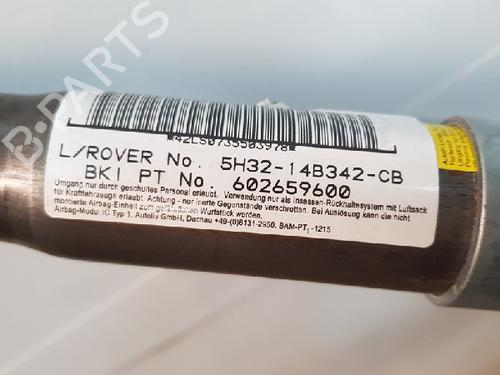 B-PARTS
*42LS0735503978*
L/ROVER No. 5H32-14B342-CB
BKI PT No. 602659600
Umgang nur durch geschultes Personal erlaubt. Verwendung nur als Insassen-Rückhaltesystem mit Luftsack
für Kraftfahrzeuge erlaubt. Achtung - nur inerte Gegenstände verschrotten. Bei Auslösung kann die nicht
montierte Airbag-Einheit zum gefährlichen Wurfstück werden.
Airbag-Modul IC Typ 1. Autoliv GmbH, Dachau +49-(0)8131-2950. BAM-PT₁ -1215